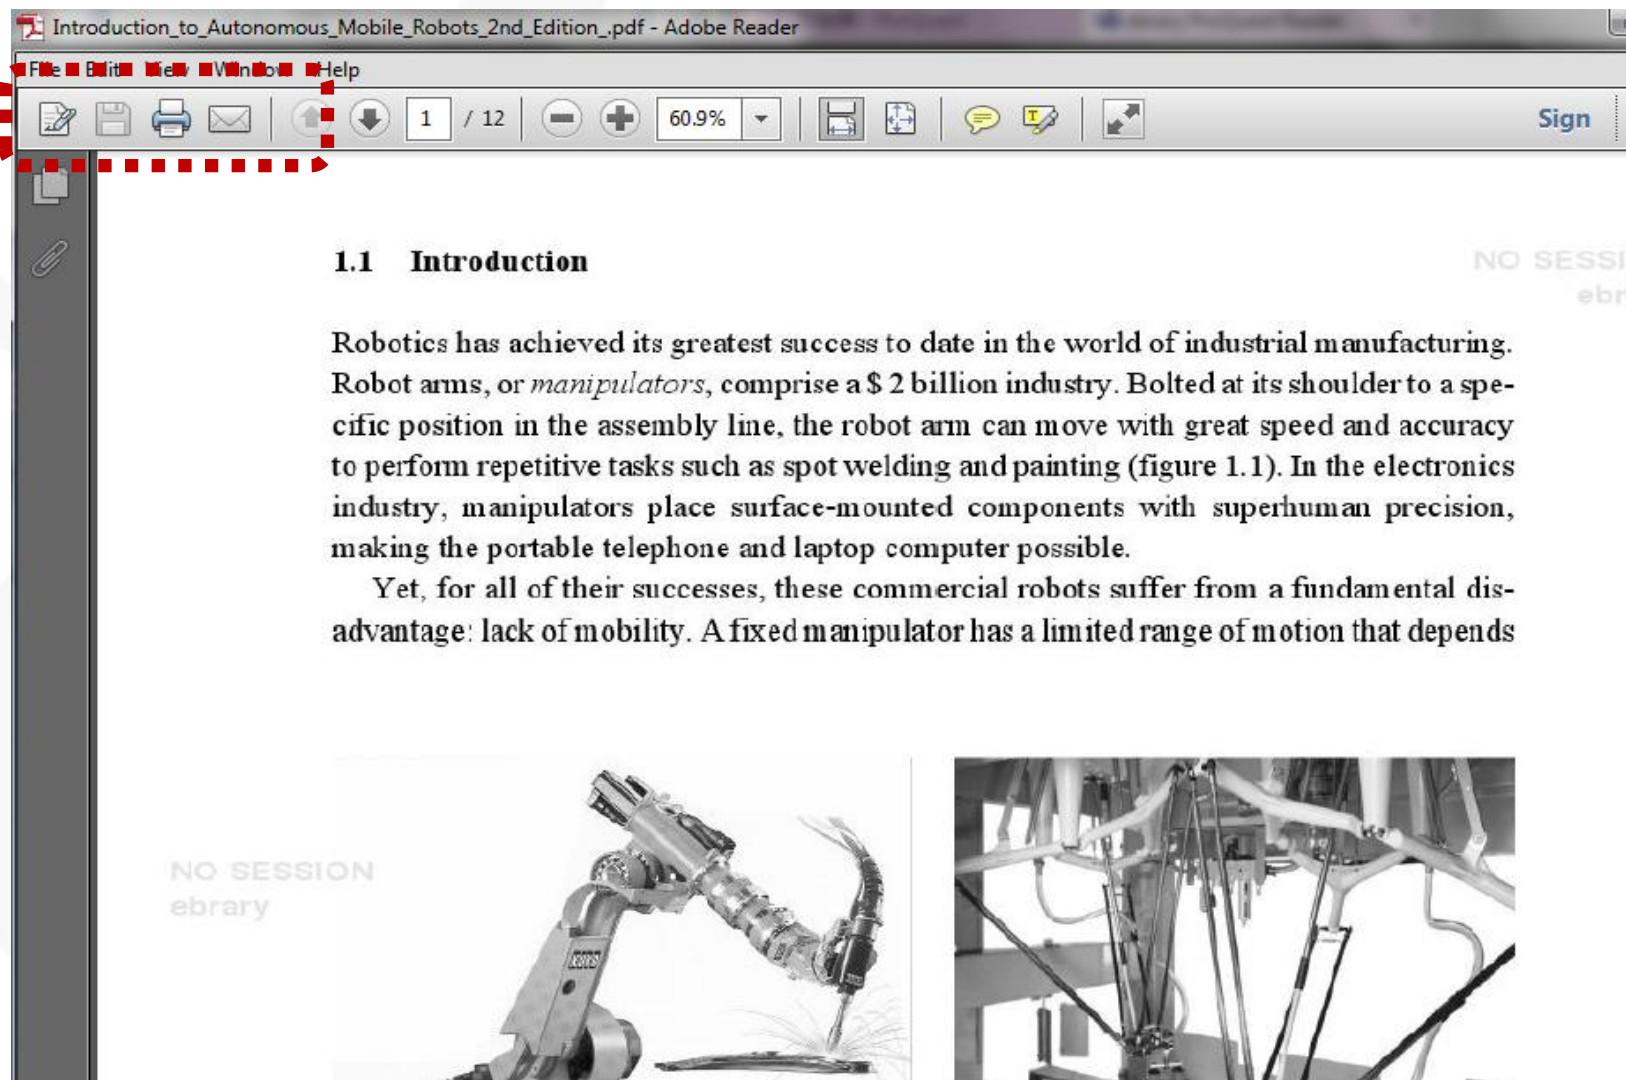 Introduction_to_Autonomous_Mobile_Robots_2nd_Edition_.pdf - Adobe Reader
File Edit View Window Help
1 / 12 60.9% Sign
1.1 Introduction
NO SESSI
ebr
Robotics has achieved its greatest success to date in the world of industrial manufacturing.
Robot arms, or manipulators, comprise a $ 2 billion industry. Bolted at its shoulder to a spe-
cific position in the assembly line, the robot arm can move with great speed and accuracy
to perform repetitive tasks such as spot welding and painting (figure 1.1). In the electronics
industry, manipulators place surface-mounted components with superhuman precision,
making the portable telephone and laptop computer possible.
Yet, for all of their successes, these commercial robots suffer from a fundamental dis-
advantage: lack of mobility. A fixed manipulator has a limited range of motion that depends
NO SESSION
ebrary
KUKA